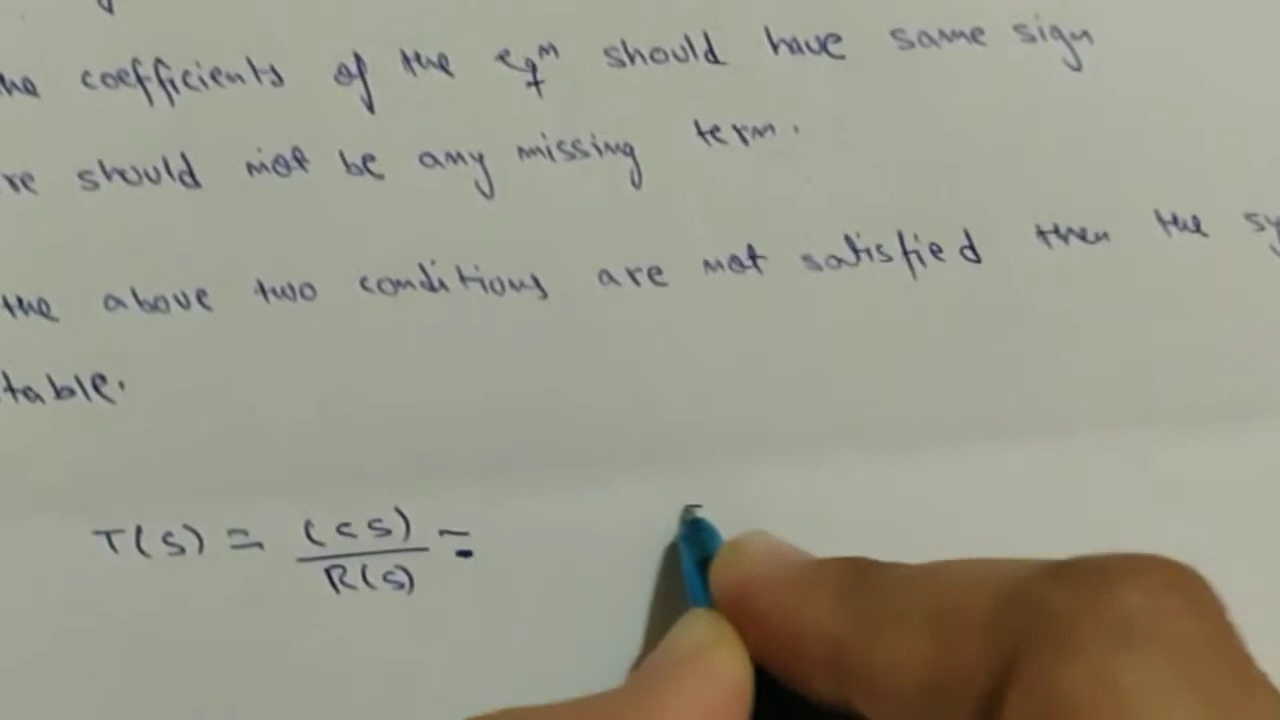 he coefficients of the eqn should have same sign
re should not be any missing term.
the above two conditions are not satisfied then the sy
table.
T(s) = (cs) =
R(s)